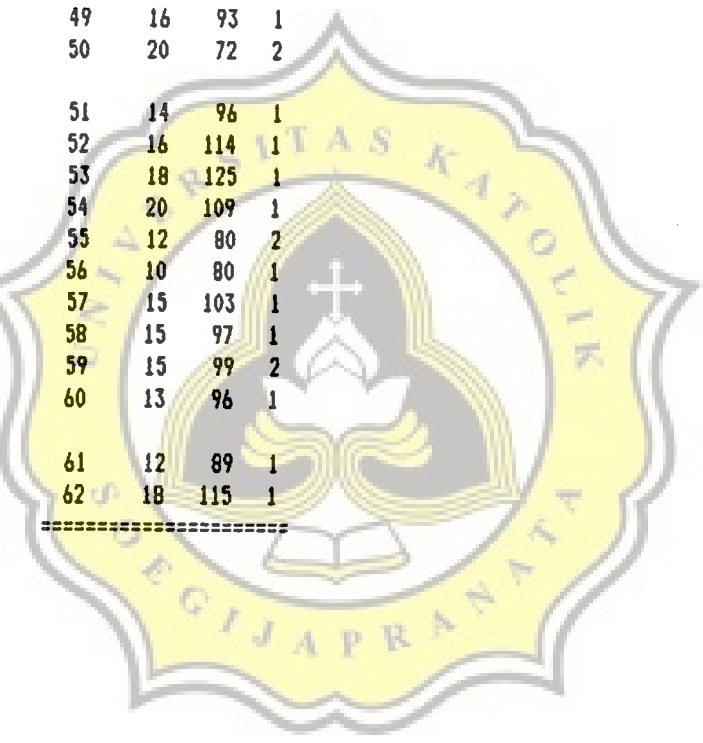 49 16 93 1
50 20 72 2
51 14 96 1
52 16 114 1
53 18 125 1
54 20 109 1
55 12 80 2
56 10 80 1
57 15 103 1
58 15 97 1
59 15 99 2
60 13 96 1
61 12 89 1
62 18 115 1
======================
UNIVERSITAS KATOLIK
SOEGIJAPRANATA